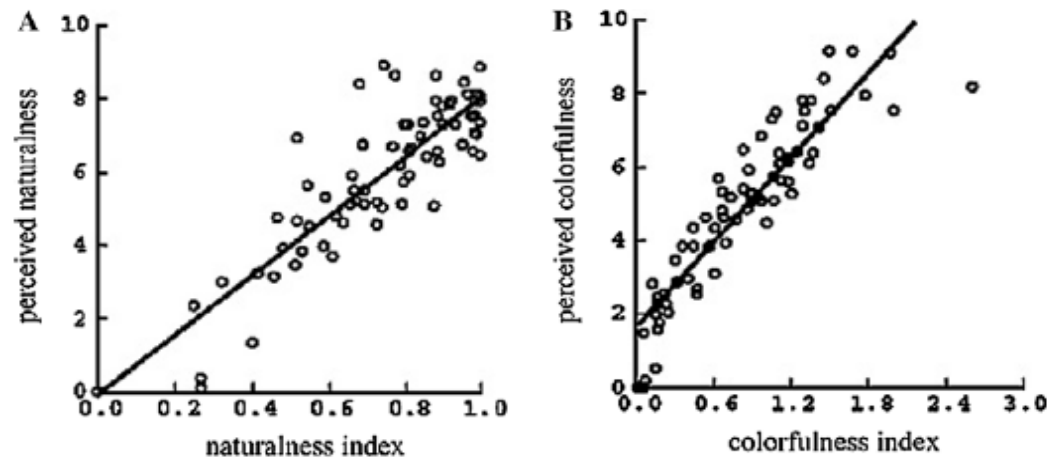 A
10
8
6
4
2
0
perceived naturalness
0.0 0.2 0.4 0.6 0.8 1.0
naturalness index
B
10
8
6
4
2
0
perceived colorfulness
0.0 0.6 1.2 1.8 2.4 3.0
colorfulness index